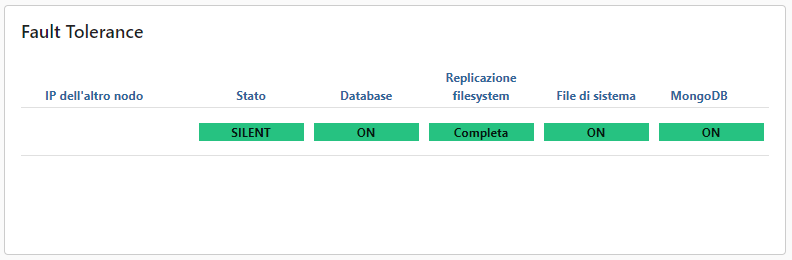 Fault Tolerance
IP dell'altro nodo Stato Database Replicazione filesystem File di sistema MongoDB
SILENT ON Completa ON ON